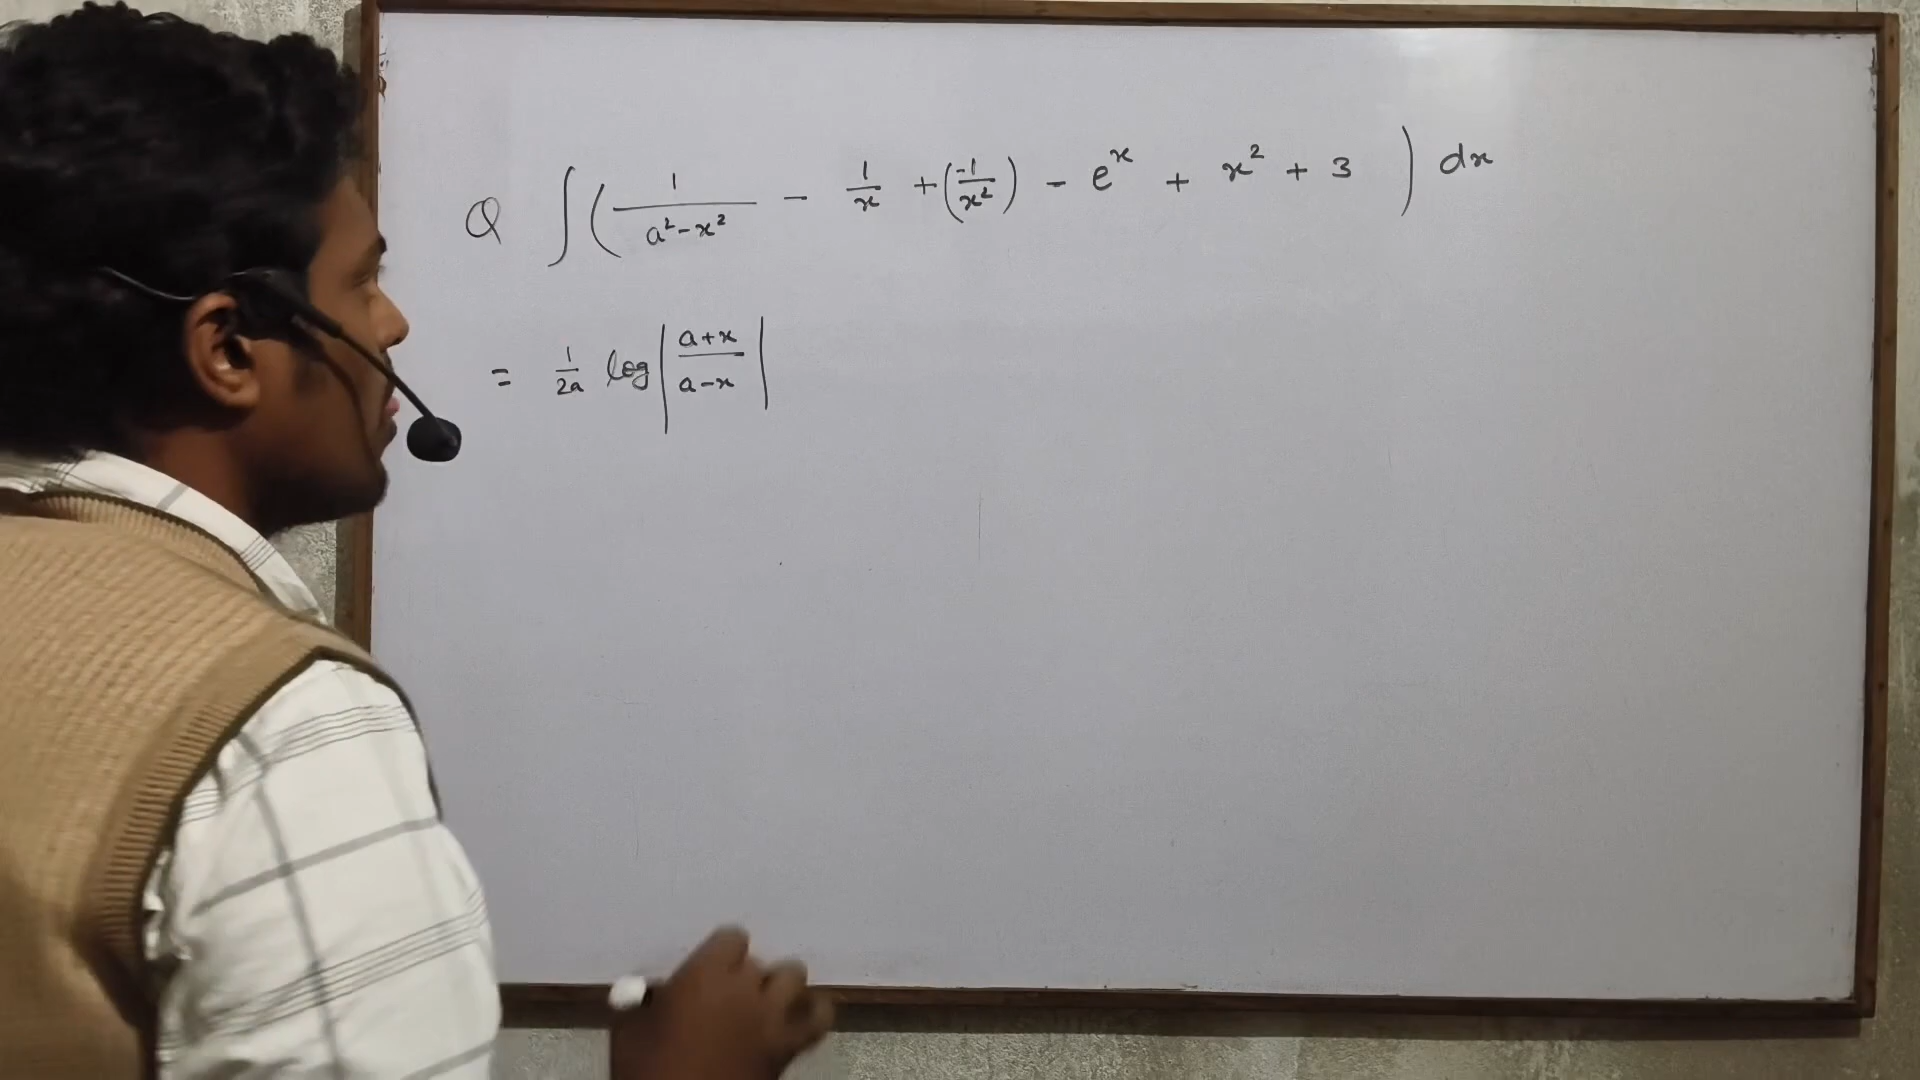 Q ∫ ( 1/(a²-x²) - 1/x + (-1/x²) - eˣ + x² + 3 ) dx
= 1/2a log | (a+x)/(a-x) |